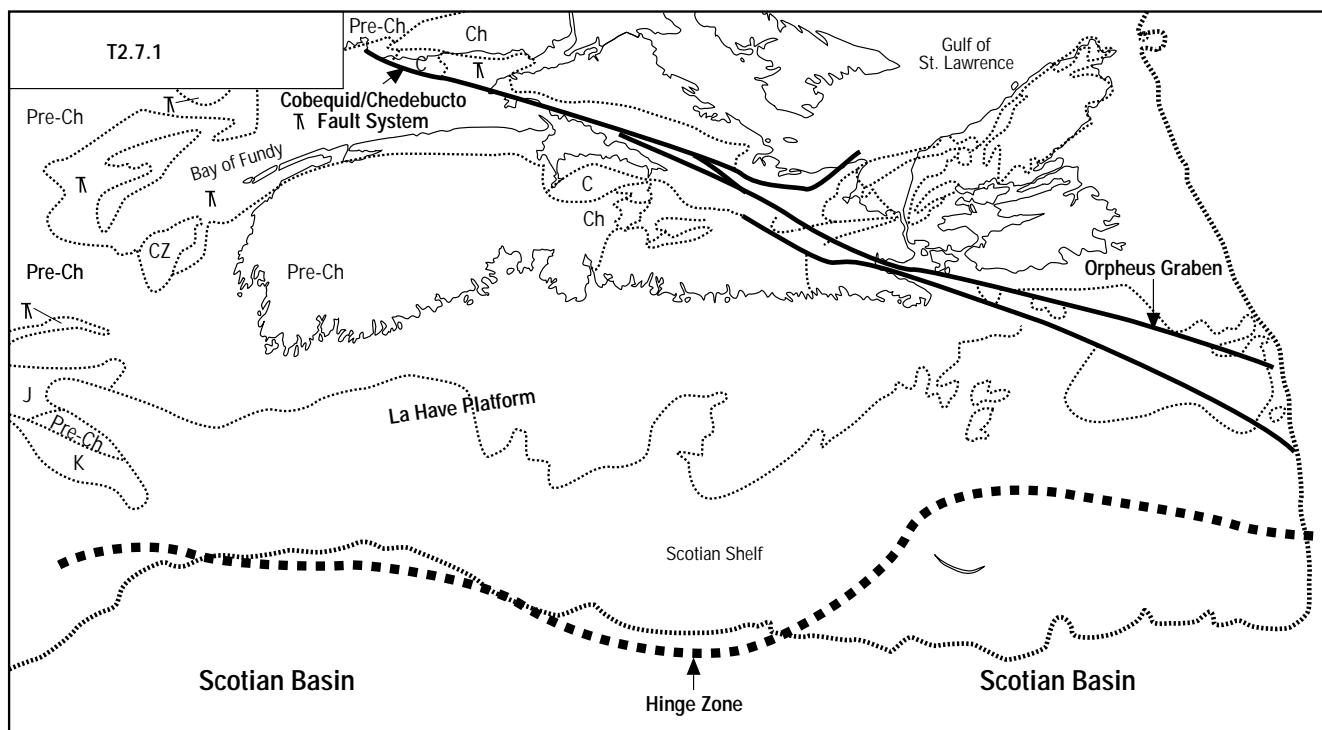 T2.7.1
Pre-Ch
Ch
Gulf of
St. Lawrence
C
Cobequid/Chedebucto
Fault System
Pre-Ch
Bay of Fundy
C
Ch
CZ
Pre-Ch
Pre-Ch
Orpheus Graben
J
La Have Platform
Pre-Ch
K
Scotian Shelf
Scotian Basin
Scotian Basin
Hinge Zone